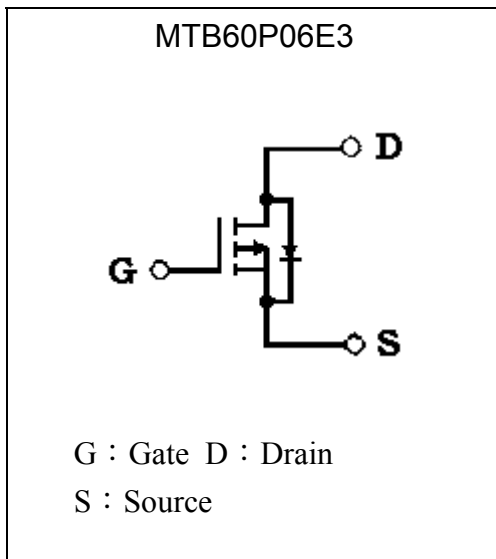 MTB60P06E3
D
G
S
G：Gate D：Drain
S：Source